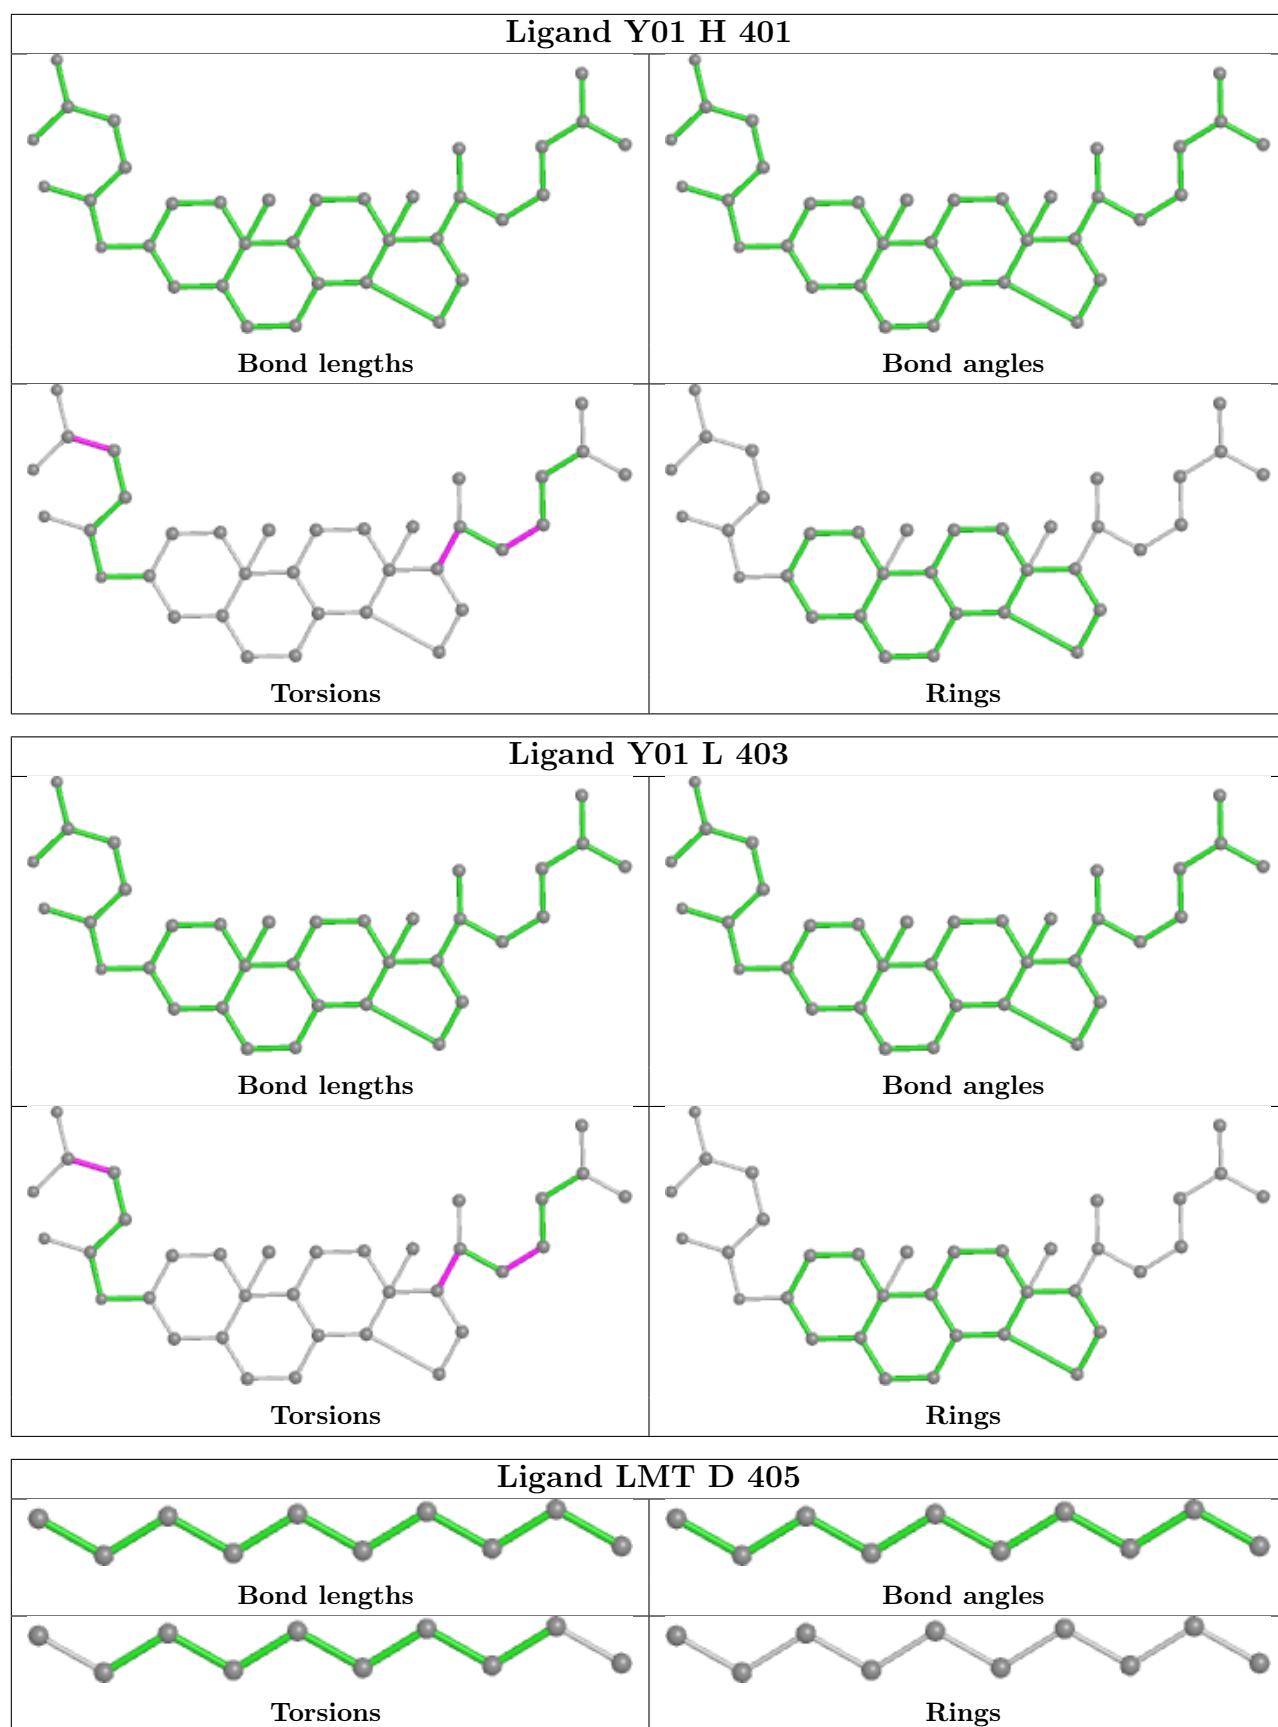 Ligand Y01 H 401
Bond lengths
Bond angles
Torsions
Rings
Ligand Y01 L 403
Bond lengths
Bond angles
Torsions
Rings
Ligand LMT D 405
Bond lengths
Bond angles
Torsions
Rings